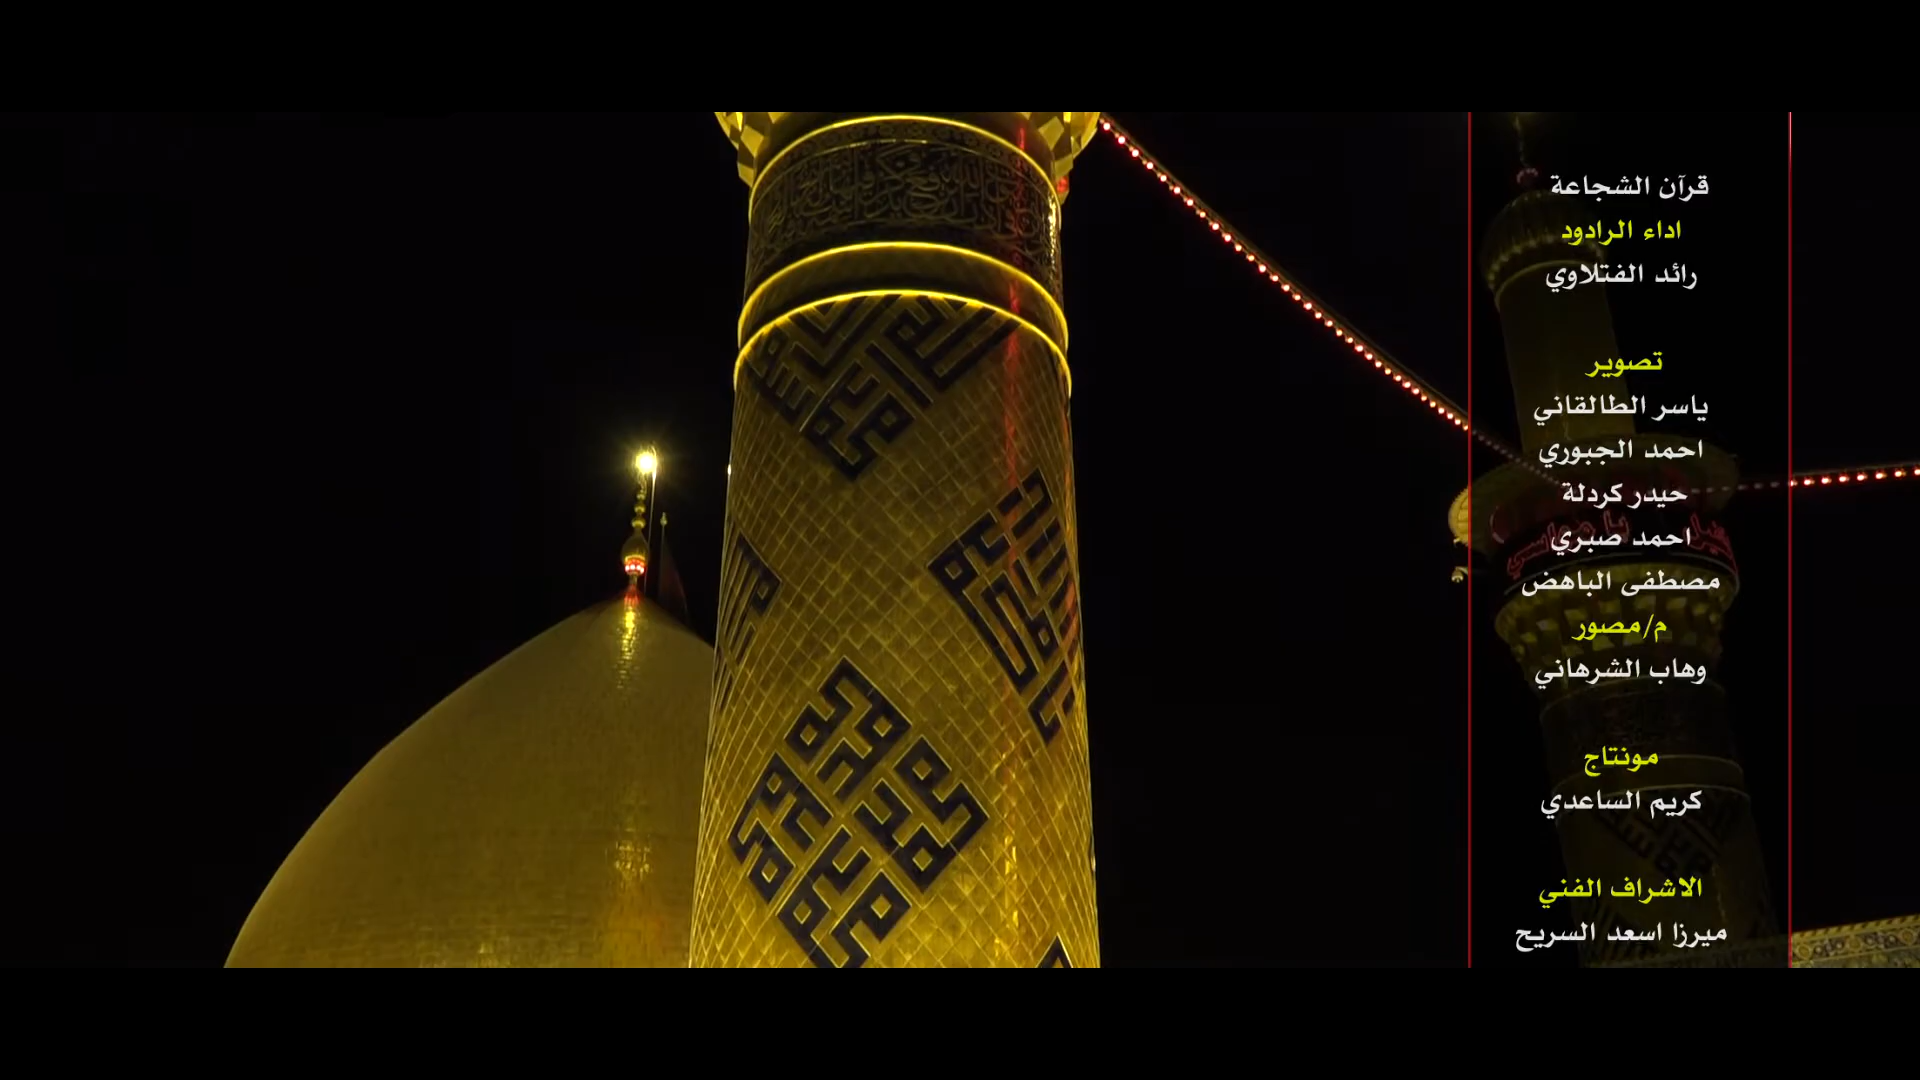 قرآن الشجاعة
اداء الرادود
رائد الفتلاوي
تصوير
ياسر الطالقاني
احمد الجبوري
حيدر كردلة
احمد صبري
مصطفى الباهض
م/مصور
وهاب الشرهاني
مونتاج
كريم الساعدي
الاشراف الفني
ميرزا اسعد السريح